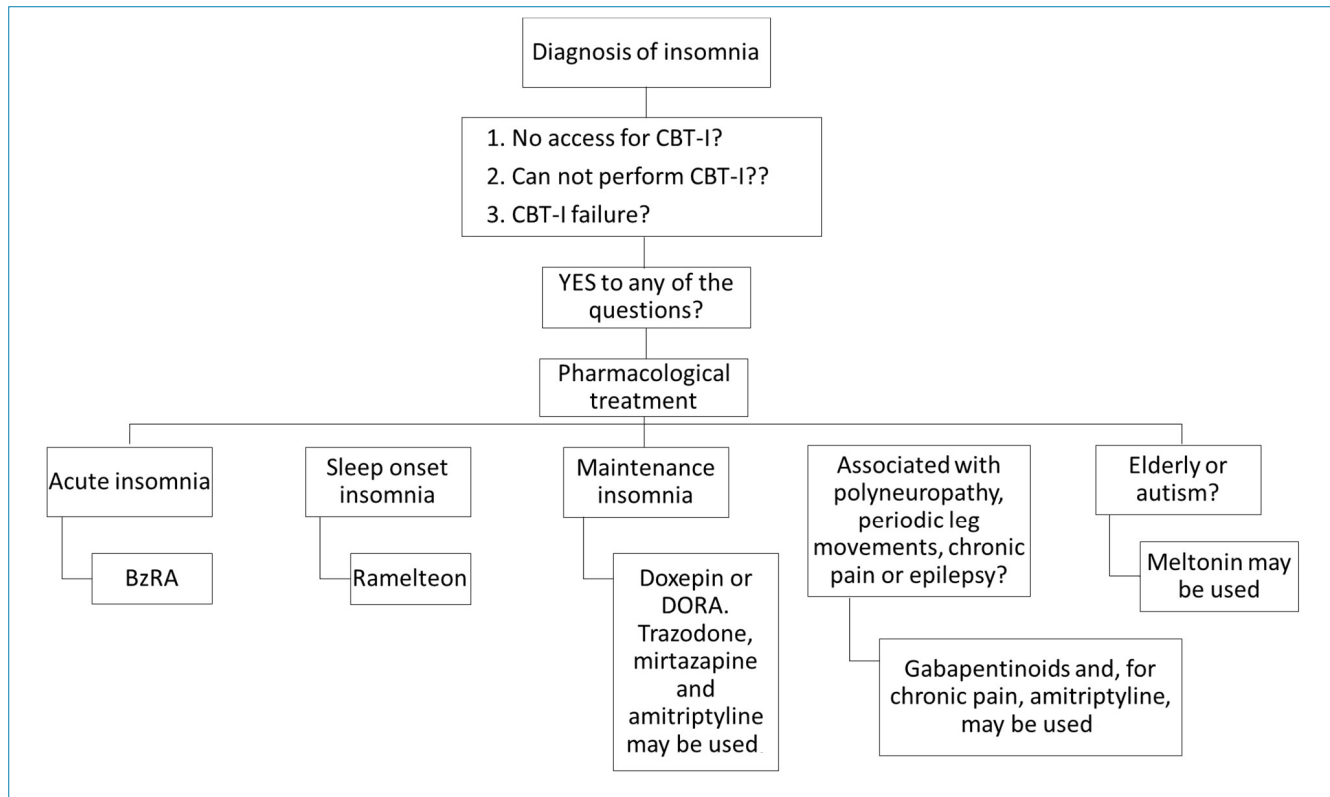 Diagnosis of insomnia
1. No access for CBT-I?
2. Can not perform CBT-I??
3. CBT-I failure?
YES to any of the
questions?
Pharmacological
treatment
Acute insomnia
BzRA
Sleep onset
insomnia
Ramelteon
Maintenance
insomnia
Doxepin or
DORA.
Trazodone,
mirtazapine
and
amitriptyline
may be used
Associated with
polyneuropathy,
periodic leg
movements, chronic
pain or epilepsy?
Gabapentinoids and, for
chronic pain, amitriptyline,
may be used
Elderly or
autism?
Meltonin may
be used